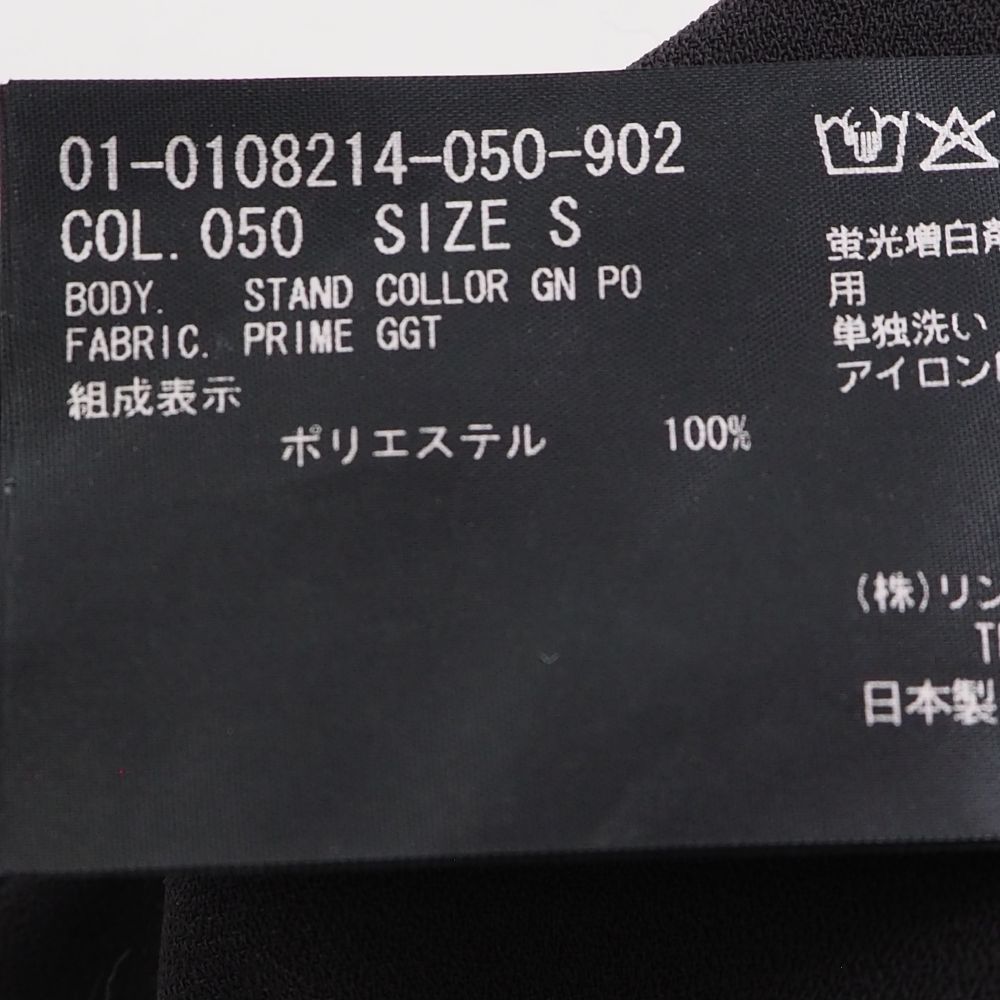 01-0108214-050-902
COL. 050 SIZE S
BODY. STAND COLLOR GN PO
FABRIC. PRIME GGT
組成表示
ポリエステル 100%
蛍光増白剤
用
単独洗い
アイロン
(株)リン
日本製